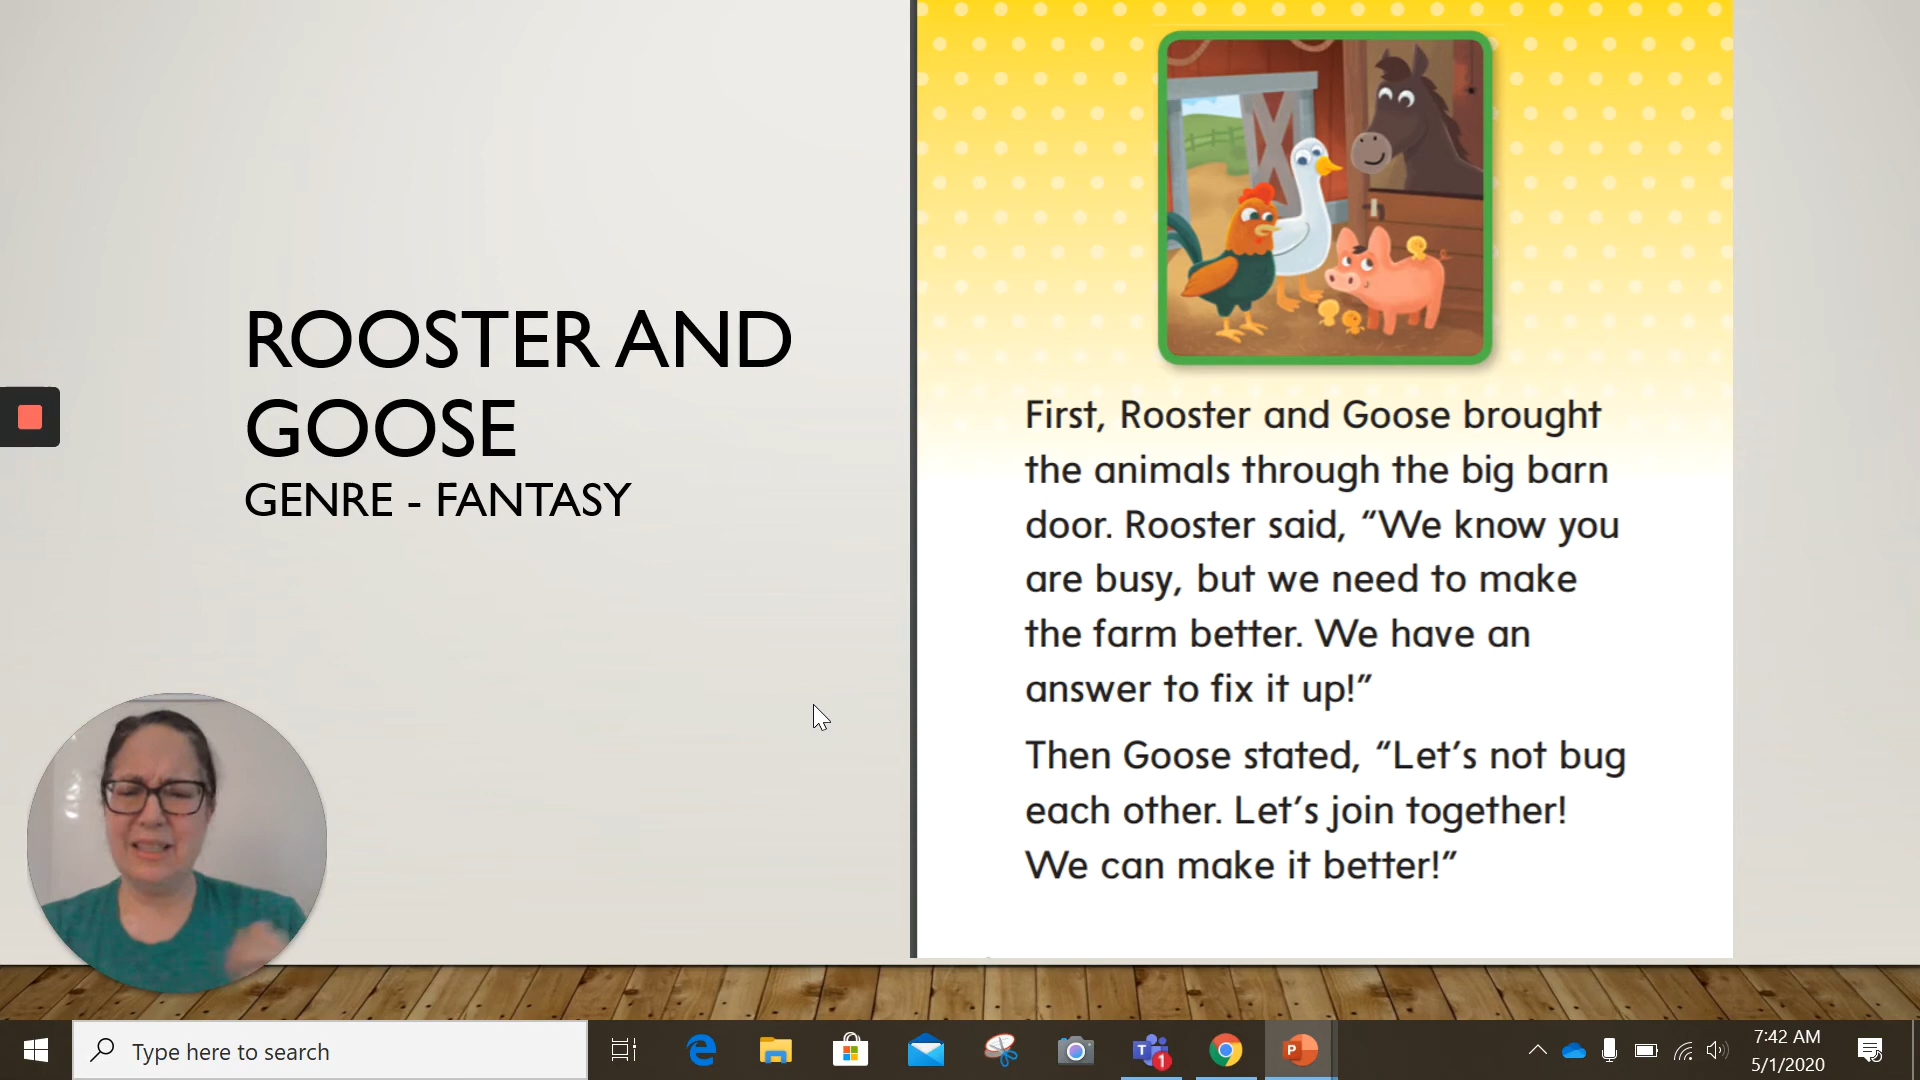 ROOSTER AND
GOOSE
GENRE - FANTASY
First, Rooster and Goose brought
the animals through the big barn
door. Rooster said, “We know you
are busy, but we need to make
the farm better. We have an
answer to fix it up!”
Then Goose stated, “Let’s not bug
each other. Let’s join together!
We can make it better!”
Type here to search
T
1
P
7:42 AM
5/1/2020